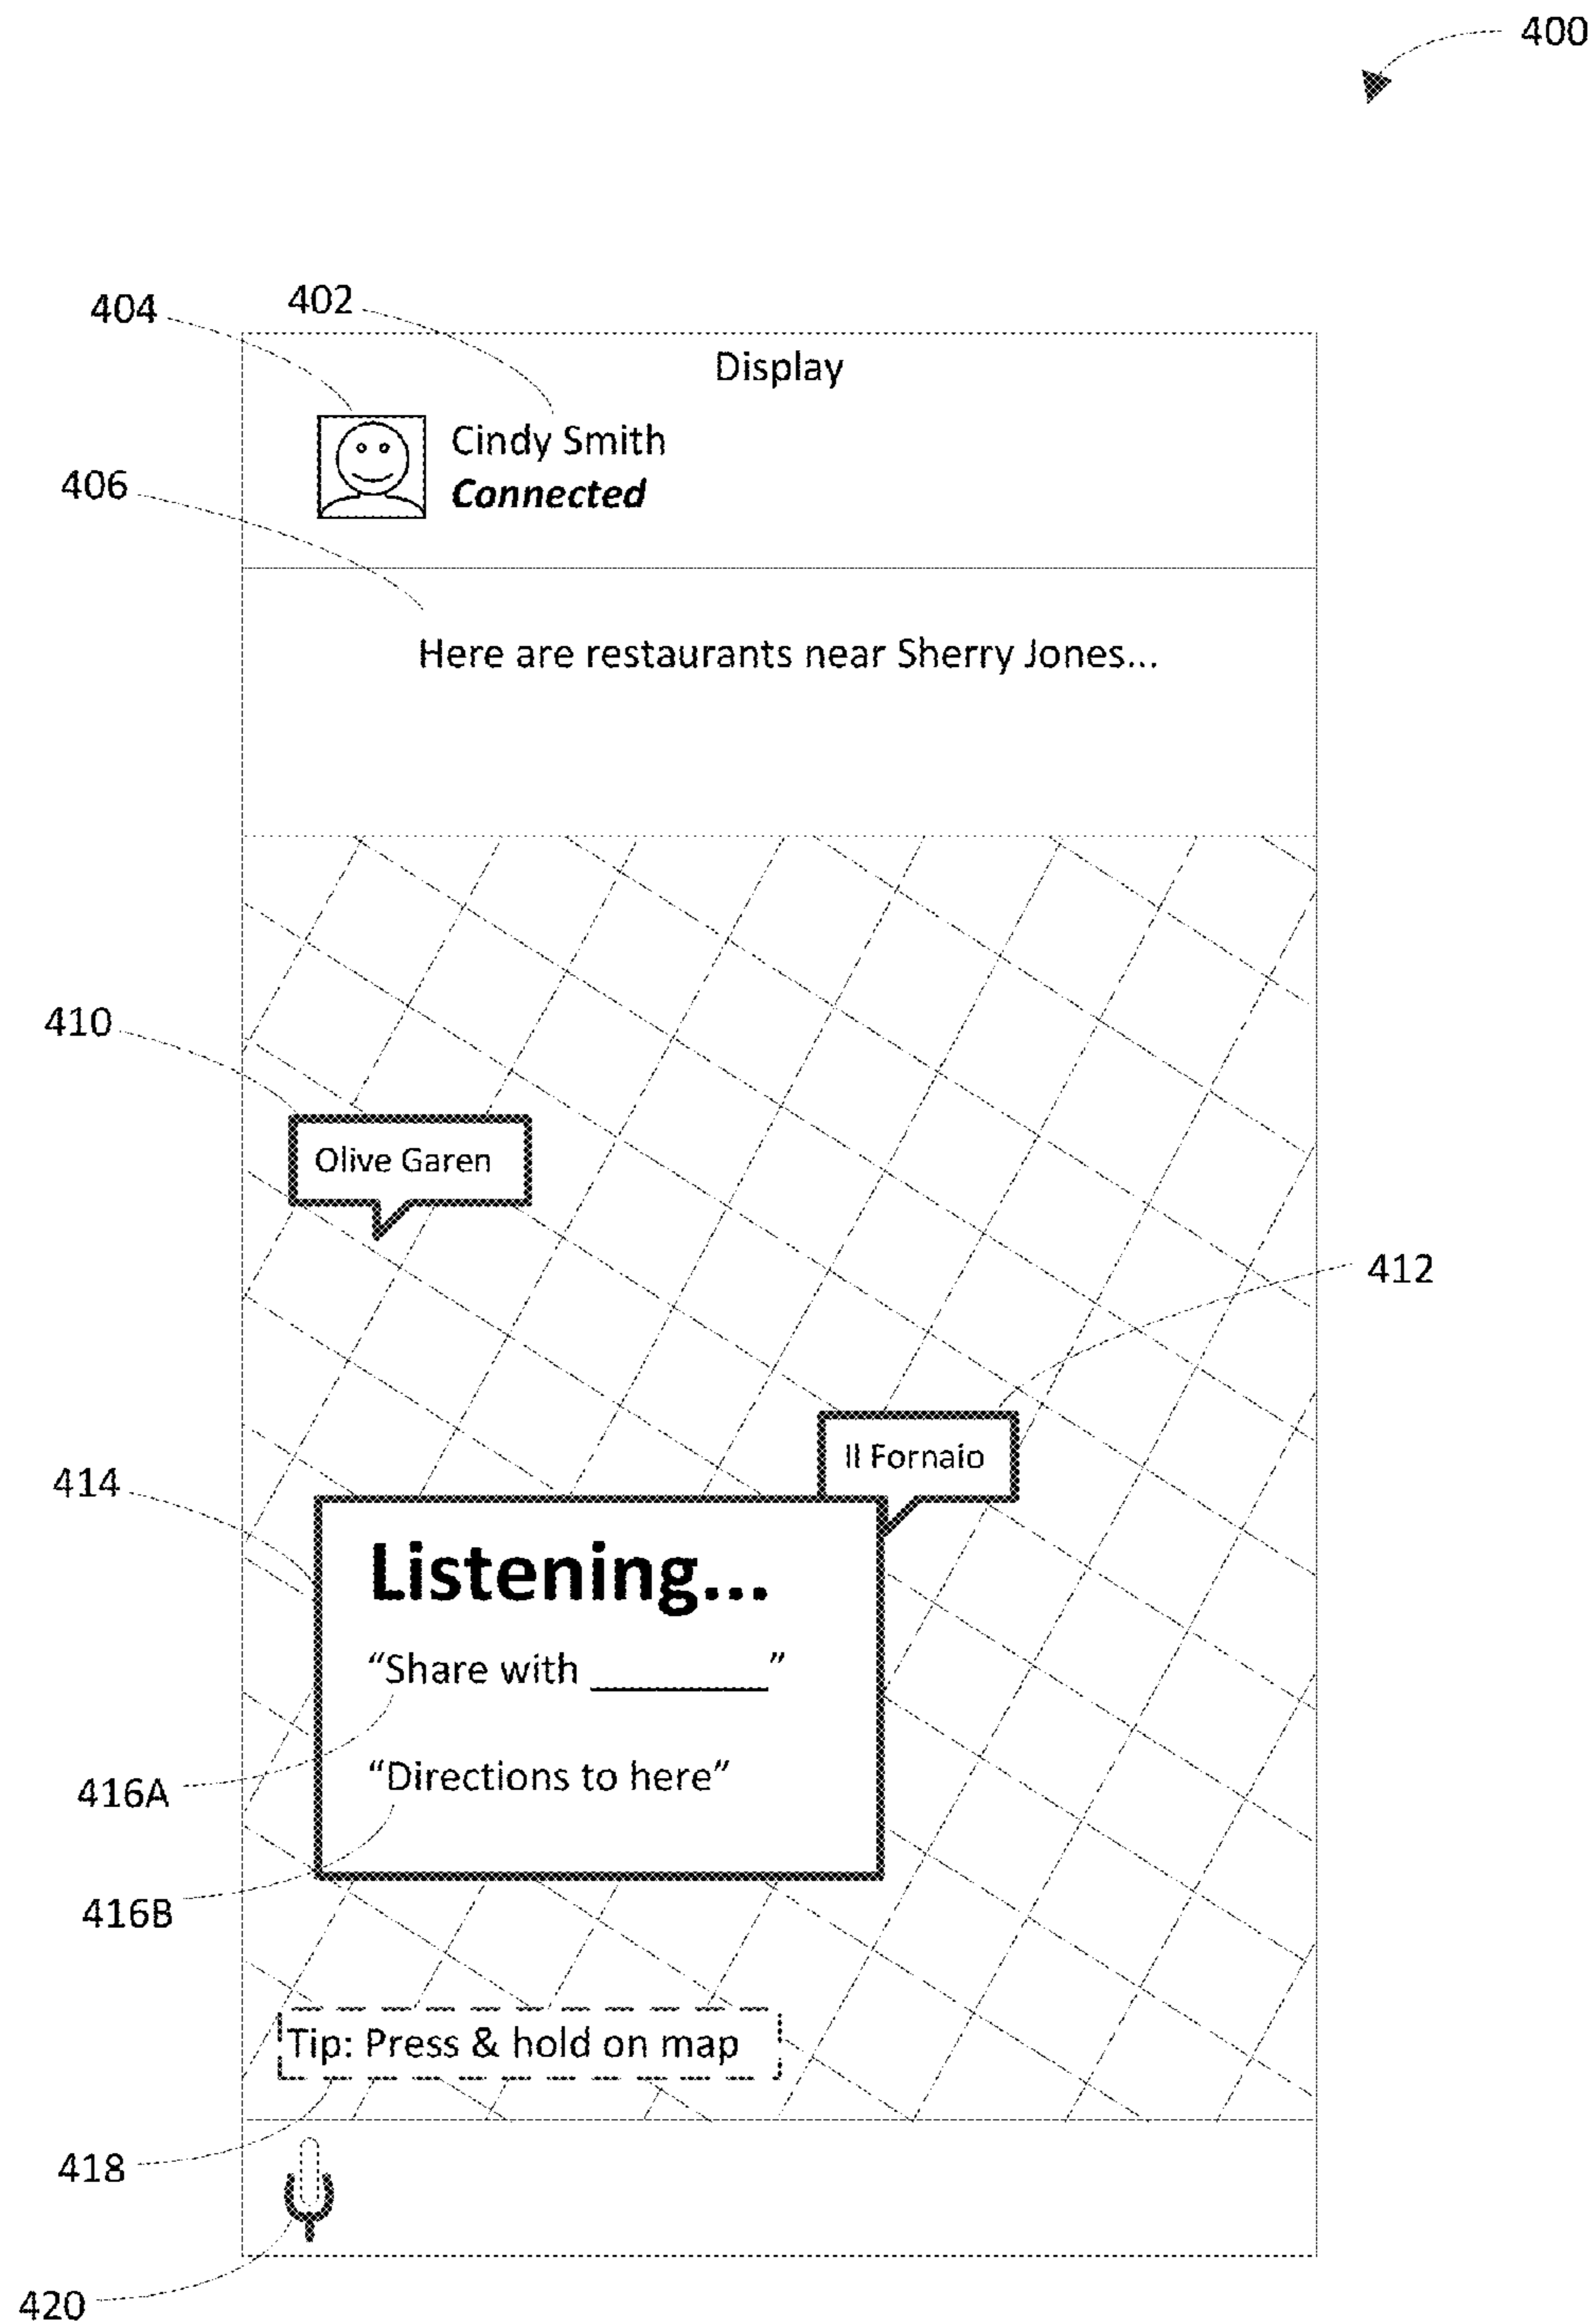 400
404
402
Display
Cindy Smith
Connected
406
Here are restaurants near Sherry Jones...
410
Olive Garen
412
Il Fornaio
414
Listening...
“Share with _________”
416A
“Directions to here”
416B
Tip: Press & hold on map
418
420